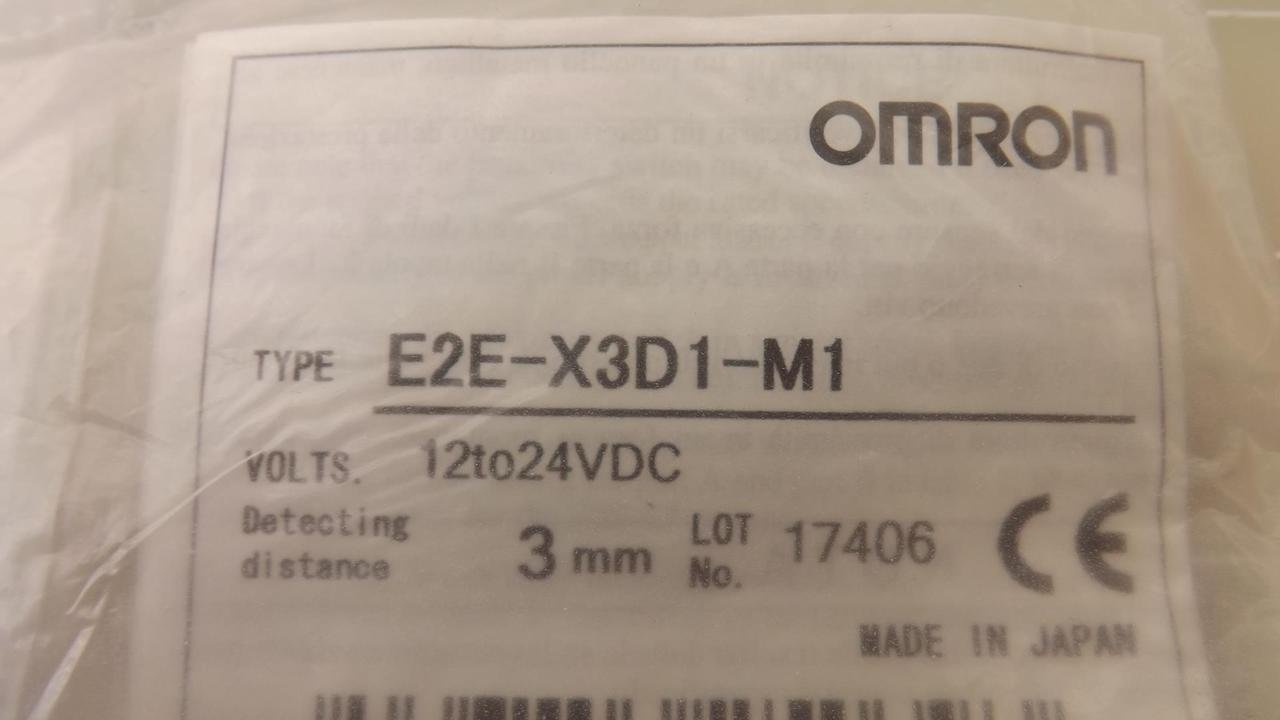 OMRON
TYPE E2E-X3D1-M1
VOLTS. 12to24VDC
Detecting distance 3 mm LOT No. 17406 CE
MADE IN JAPAN